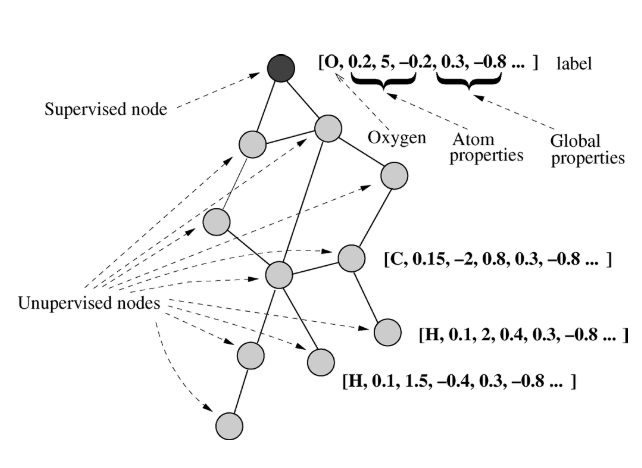 [O, 0.2, 5, −0.2, 0.3, −0.8 ... ] label
Supervised node
Oxygen
Atom
properties
Global
properties
[C, 0.15, −2, 0.8, 0.3, −0.8 ... ]
Unupervised nodes
[H, 0.1, 2, 0.4, 0.3, −0.8 ... ]
[H, 0.1, 1.5, −0.4, 0.3, −0.8 ... ]